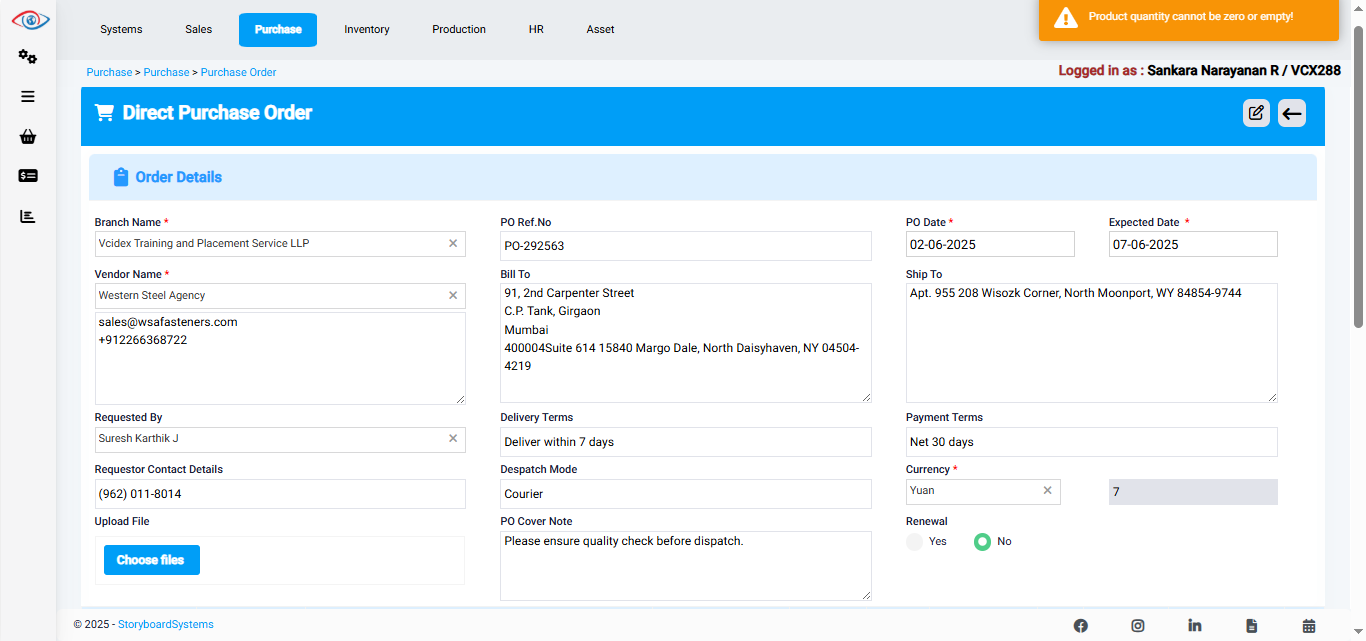 Systems
Sales
Purchase
Inventory
Production
HR
Asset
Product quantity cannot be zero or empty!
Purchase > Purchase > Purchase Order
Logged in as : Sankara Narayanan R / VCX288
Direct Purchase Order
Order Details
Branch Name *
Vcidex Training and Placement Service LLP ×
PO Ref.No
PO-292563
PO Date *
02-06-2025
Expected Date *
07-06-2025
Vendor Name *
Western Steel Agency ×
sales@wsafasteners.com
+912266368722
Bill To
91, 2nd Carpenter Street
C.P. Tank, Girgaon
Mumbai
400004Suite 614 15840 Margo Dale, North Daisyhaven, NY 04504-
4219
Ship To
Apt. 955 208 Wisozk Corner, North Moonport, WY 84854-9744
Requested By
Suresh Karthik J ×
Delivery Terms
Deliver within 7 days
Payment Terms
Net 30 days
Requestor Contact Details
(962) 011-8014
Despatch Mode
Courier
Currency *
Yuan ×
7
Upload File
Choose files
PO Cover Note
Please ensure quality check before dispatch.
Renewal
Yes
No
© 2025 - StoryboardSystems